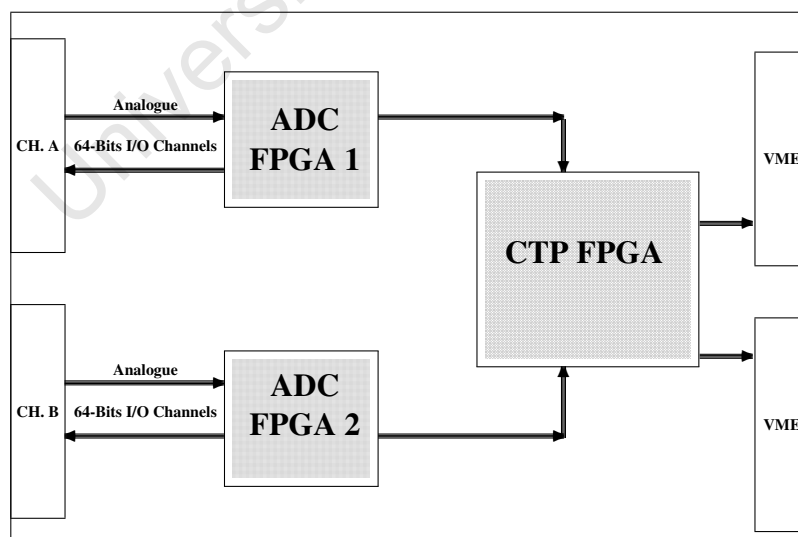 Universi
Analogue
CH. A
64-Bits I/O Channels
ADC
FPGA 1
CTP FPGA
VME
Analogue
CH. B
64-Bits I/O Channels
ADC
FPGA 2
VME